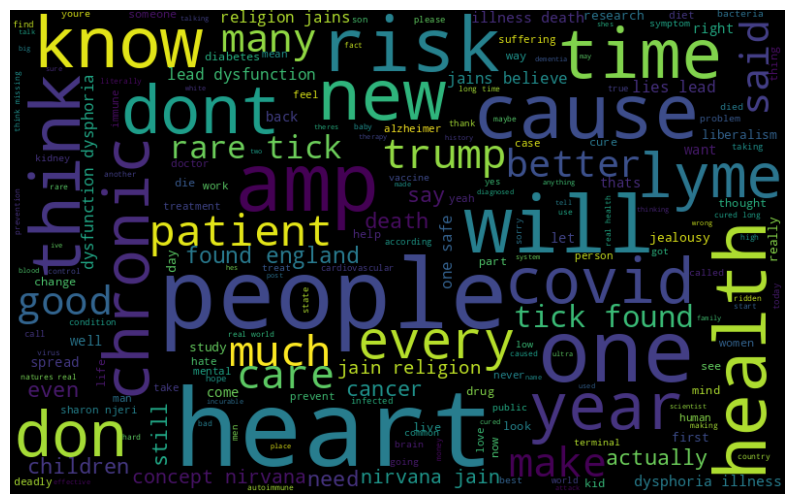 youre
talk
find
big
know
someone
talking
many
religion jains
son
please
risk
illness death
research
diet
bacteria
symptom
right
shes
suffering
dementia
way
fact
may
time
said
thing
diabetes
mean
lead dysfunction
dont
new
feel
white
back
long time
jains believe
true
maybe
thank
cause
lies lead
died
problem
liberalism
taking
think missing
literally
immune
think
chronic
dysfunction dysphoria
theres
baby
therapy
history
alzheimer
case
cure
kidney
another
rare tick
doctor
two
trump
better
want
lyme
rare
die
work
vaccine
yes
diagnosed
anything
thats
made
yeah
say
amp
treatment
death
tell
use
real health
thinking
thought
cured long
prevention
ive
patient
help
let
will
sorry
wrong
jealousy
really
high
blood
control
day
found england
according
one safe
person
got
system
change
hes
treat
cardiovascular
part
called
today
good
post
people
covid
health
ridden
condition
state
start
call
well
real world
tick found
family
virus
spread
study
much
every
low
caused
ultra
one
women
natures real
hate
mental
care
jain religion
never
name
used
see
even
life
come
hope
prevent
cancer
drug
mind
scientist
take
incurable
infected
public
year
human
making
man
don
sharon njeri
hard
still
bad
men
heart
love
now
look
cured
live
common
place
brain
going
money
first
terminal
country
actually
children
deadly
effective
concept nirvana
need
nirvana jain
best
world
attack
make
kid
dysphoria illness
autoimmune